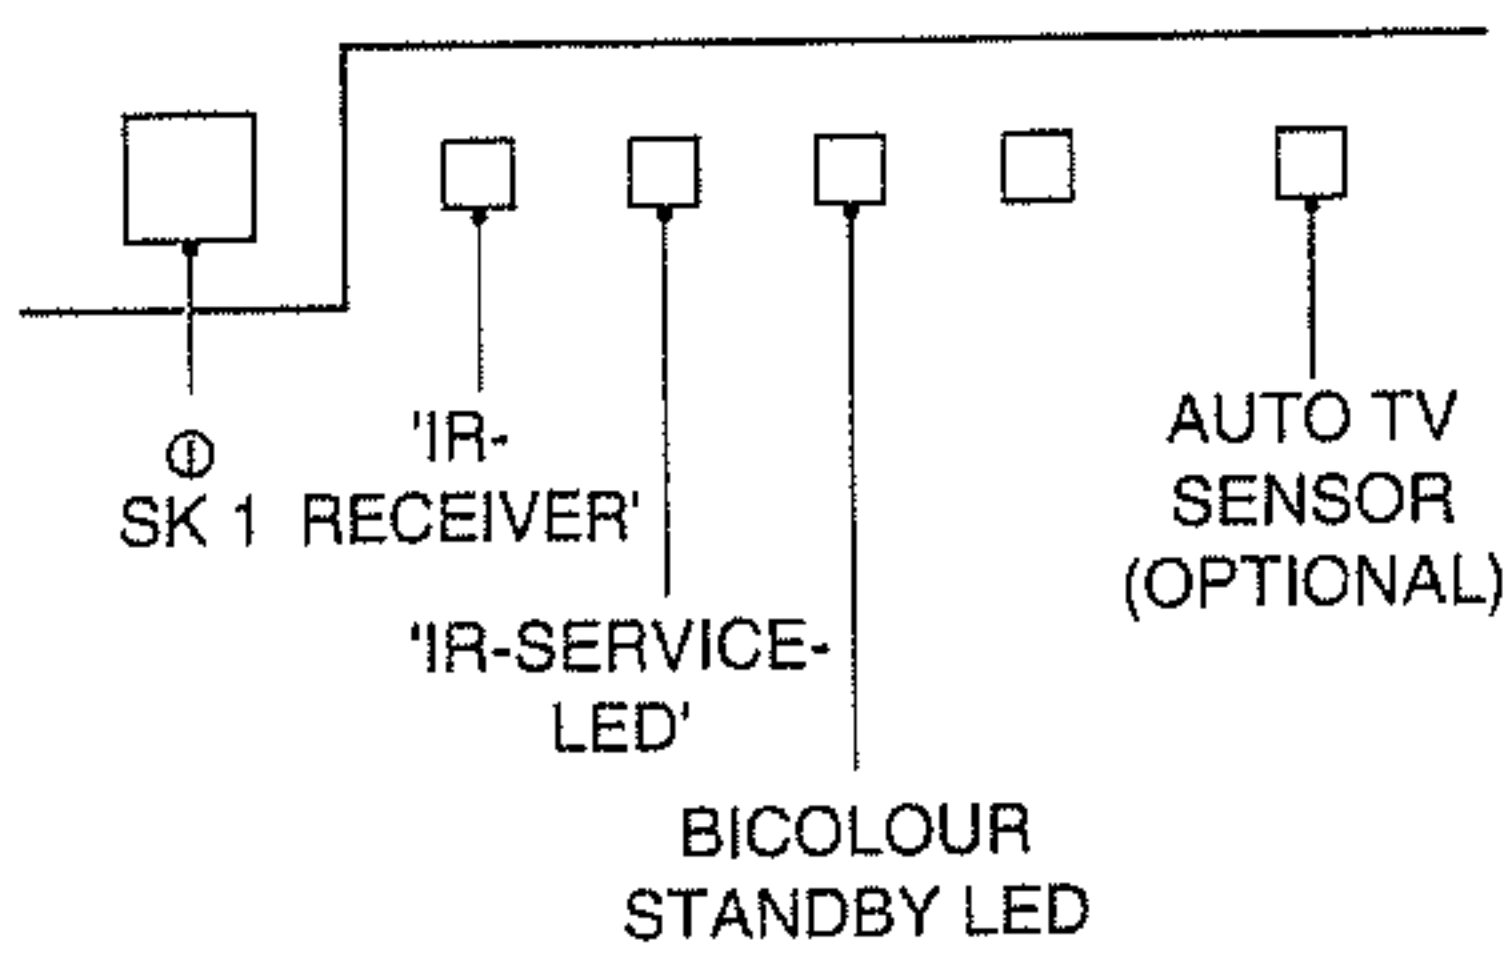 SK 1
'IR-
RECEIVER'
'IR-SERVICE-
LED'
BICOLOUR
STANDBY LED
AUTO TV
SENSOR
(OPTIONAL)